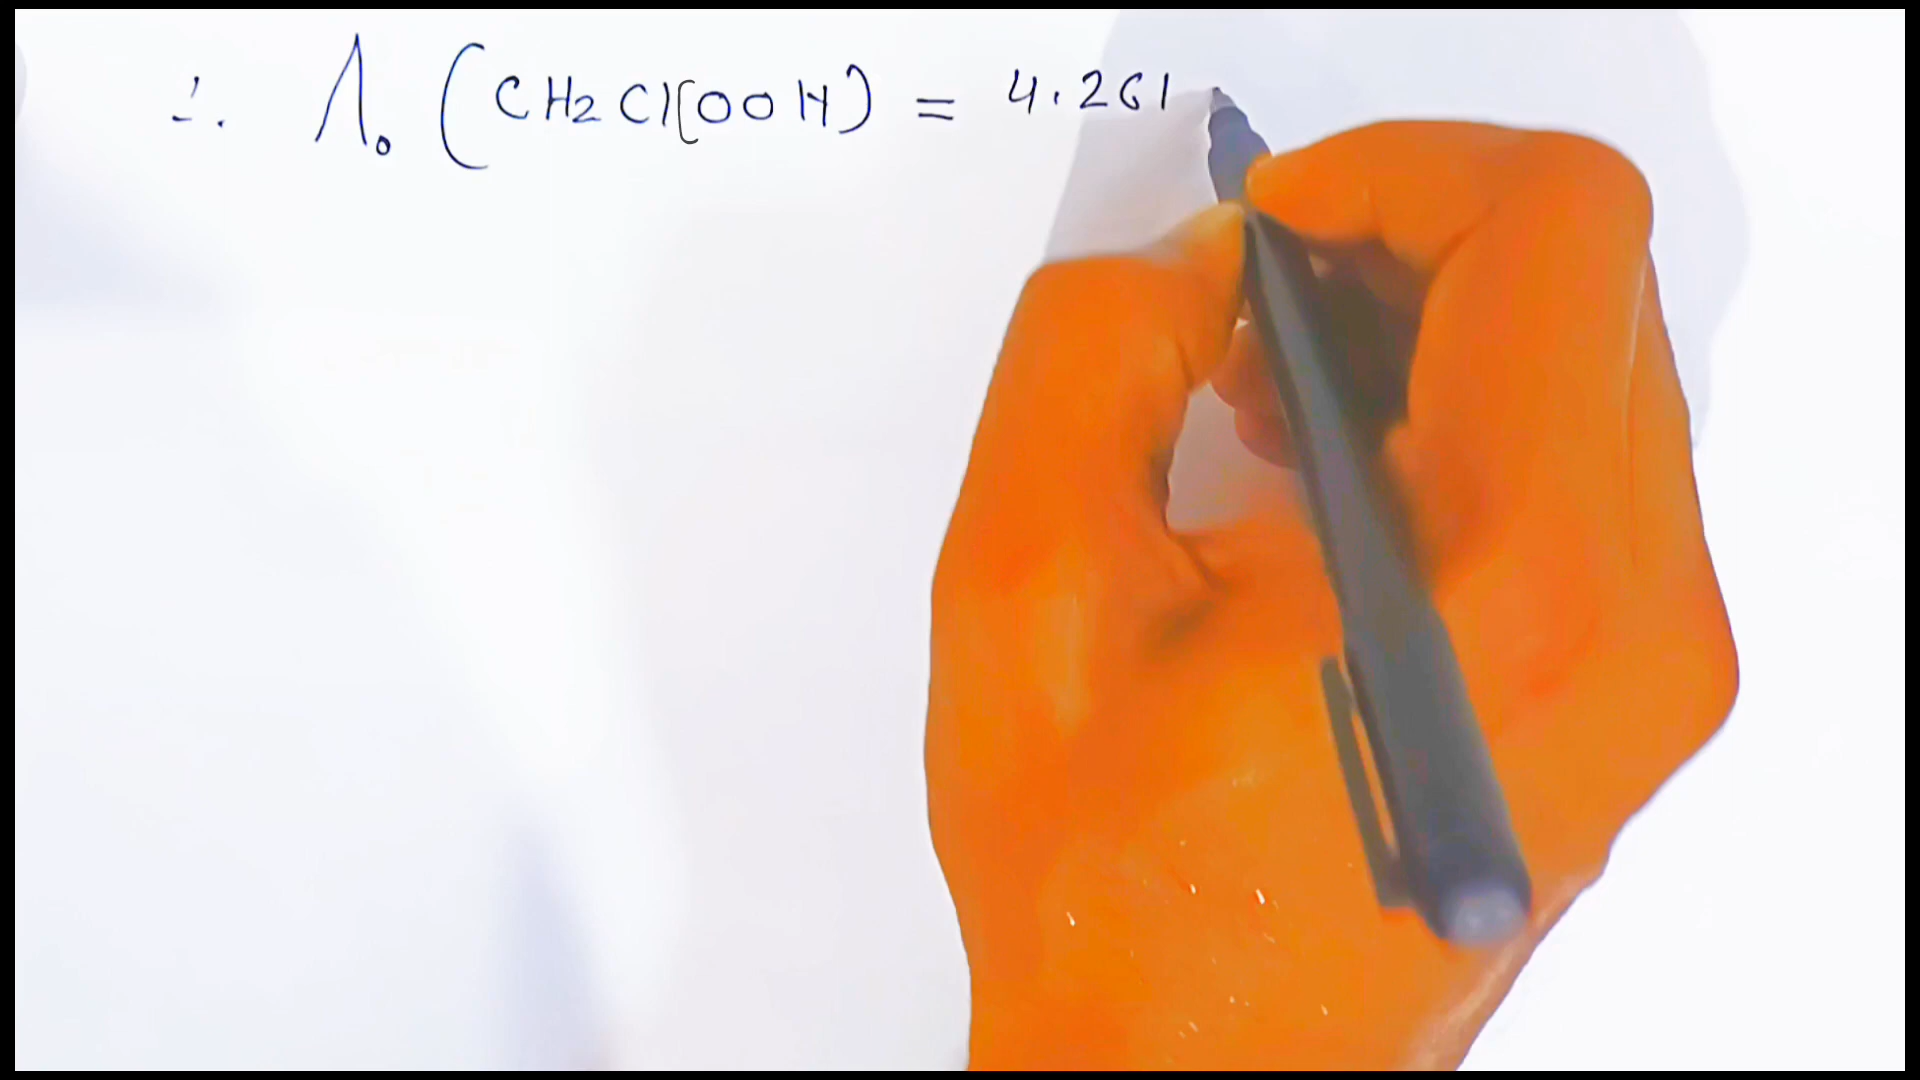 ∴ Λ₀ (CH₂ClCOOH) = 4.261